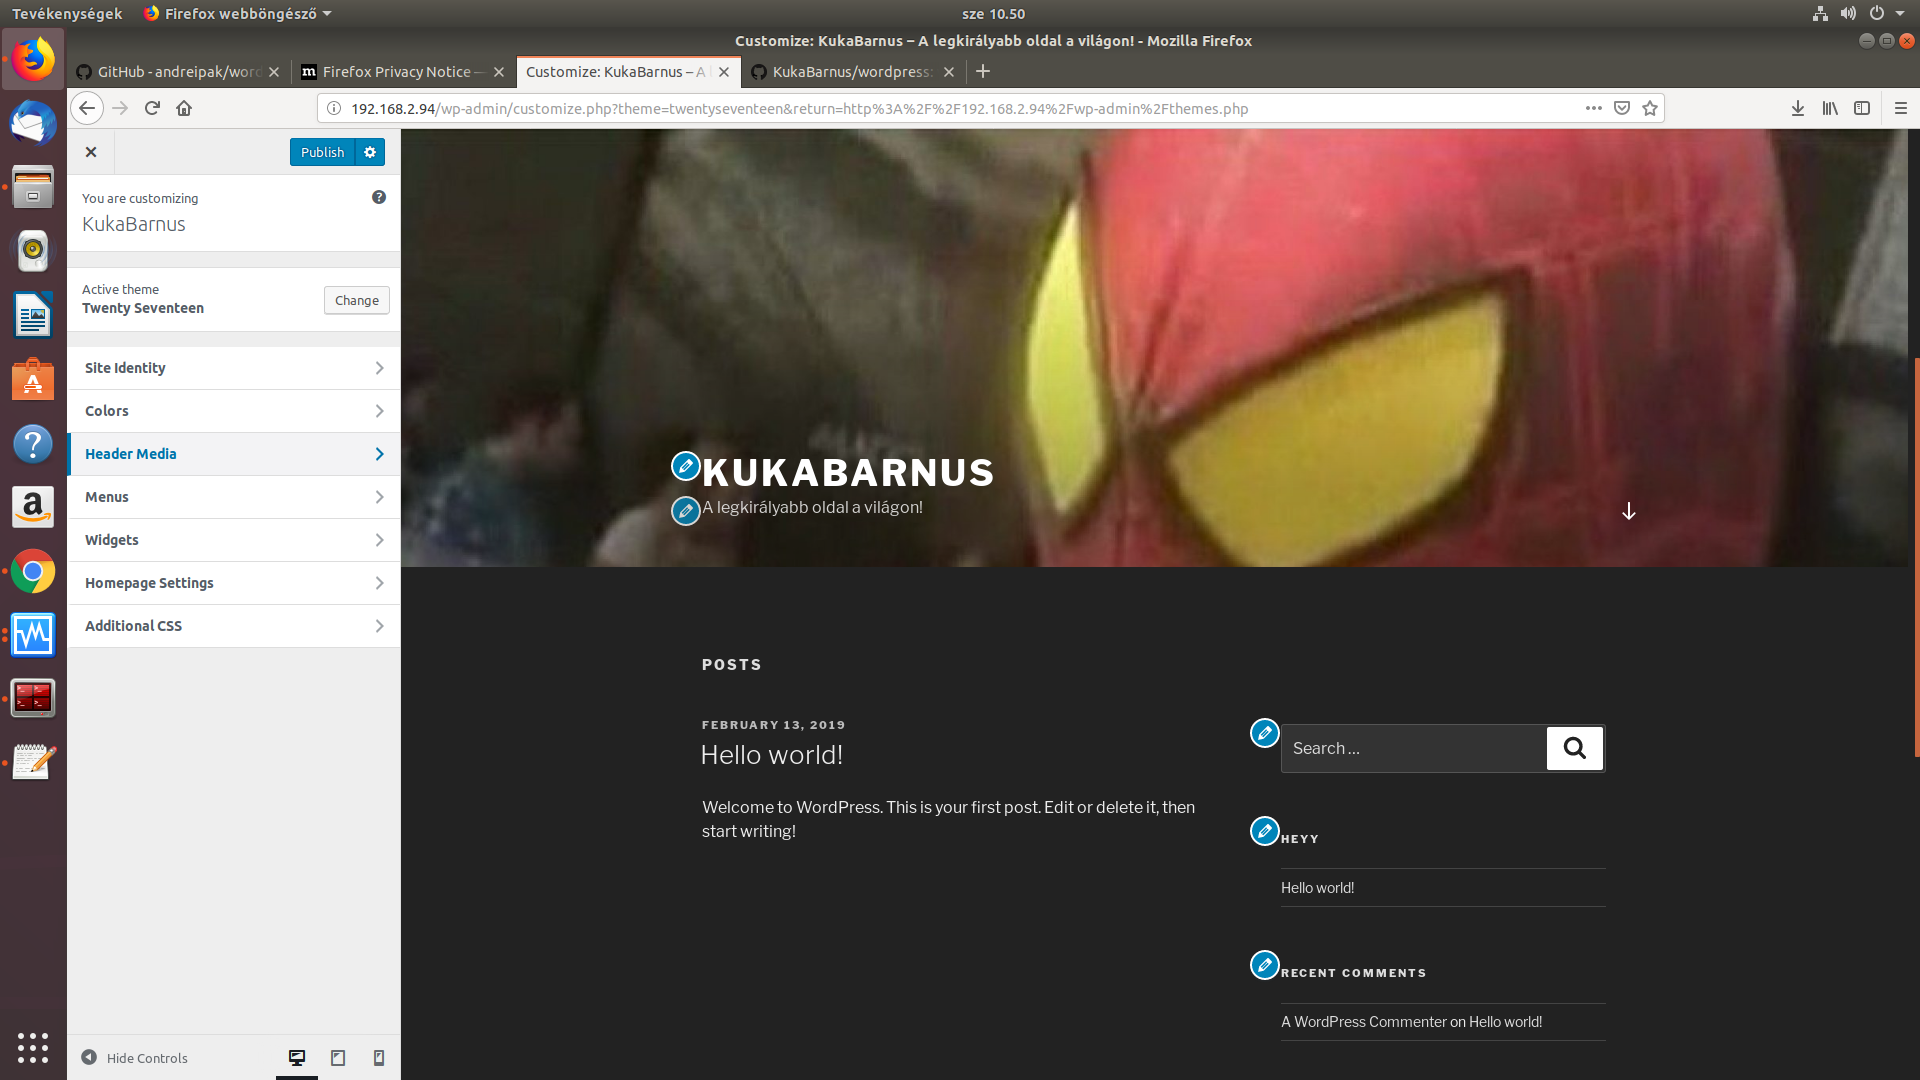 Tevékenységek
Firefox webböngésző
sze 10.50
Customize: KukaBarnus – A legkirályabb oldal a világon! - Mozilla Firefox
GitHub - andreipak/word
Firefox Privacy Notice —
Customize: KukaBarnus – A l
KukaBarnus/wordpress:
192.168.2.94/wp-admin/customize.php?theme=twentyseventeen&return=http%3A%2F%2F192.168.2.94%2Fwp-admin%2Fthemes.php
Publish
You are customizing
KukaBarnus
Active theme
Twenty Seventeen
Change
Site Identity
Colors
Header Media
Menus
Widgets
Homepage Settings
Additional CSS
Hide Controls
KUKABARNUS
A legkirályabb oldal a világon!
POSTS
FEBRUARY 13, 2019
Hello world!
Welcome to WordPress. This is your first post. Edit or delete it, then
start writing!
Search …
HEYY
Hello world!
RECENT COMMENTS
A WordPress Commenter on Hello world!